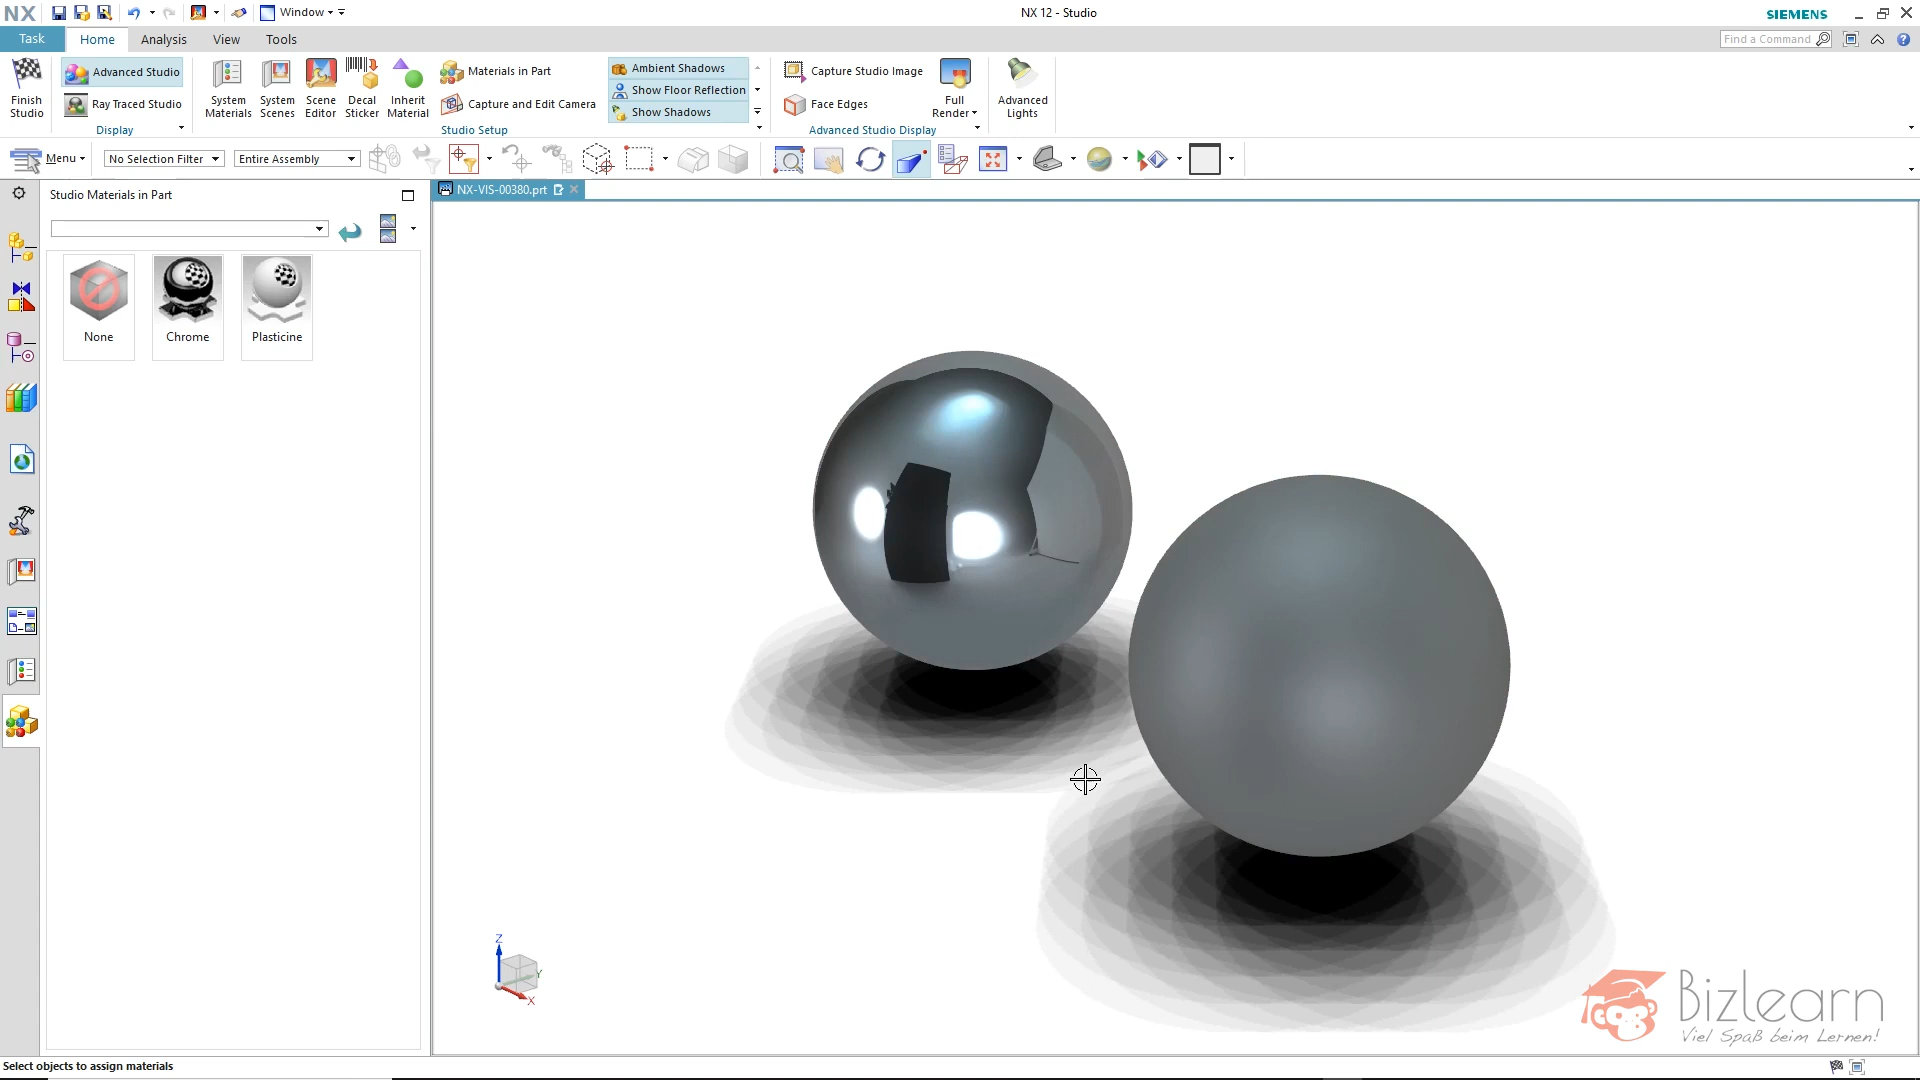 NX
Window
NX 12 - Studio
SIEMENS
Task
Home
Analysis
View
Tools
Find a Command
Finish
Studio
Advanced Studio
Ray Traced Studio
Display
System
Materials
System
Scenes
Scene
Editor
Decal
Sticker
Inherit
Material
Materials in Part
Capture and Edit Camera
Studio Setup
Ambient Shadows
Show Floor Reflection
Show Shadows
Capture Studio Image
Face Edges
Full
Render
Advanced Studio Display
Advanced
Lights
Menu
No Selection Filter
Entire Assembly
Studio Materials in Part
NX-VIS-00380.prt
None
Chrome
Plasticine
Z
Y
X
Bizlearn
Viel Spaß beim Lernen!
Select objects to assign materials